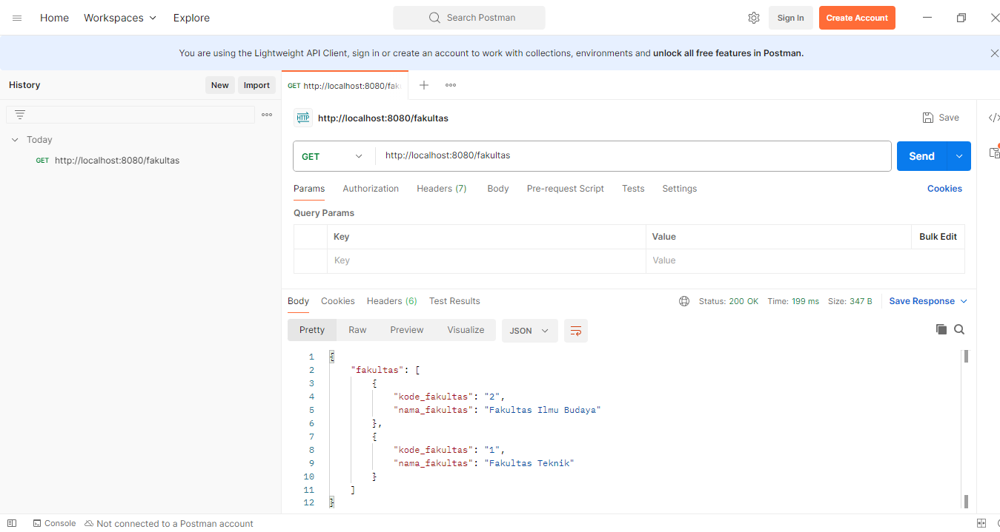 Home Workspaces Explore Search Postman Sign In Create Account
You are using the Lightweight API Client, sign in or create an account to work with collections, environments and unlock all free features in Postman.
History New Import
GET http://localhost:8080/fak
HTTP http://localhost:8080/fakultas Save </>
Today
GET http://localhost:8080/fakultas
GET http://localhost:8080/fakultas Send
Params Authorization Headers (7) Body Pre-request Script Tests Settings Cookies
Query Params
Key Value Bulk Edit
Key Value
Body Cookies Headers (6) Test Results Status: 200 OK Time: 199 ms Size: 347 B Save Response
Pretty Raw Preview Visualize JSON
1 {
2 "fakultas": [
3 {
4 "kode_fakultas": "2",
5 "nama_fakultas": "Fakultas Ilmu Budaya"
6 },
7 {
8 "kode_fakultas": "1",
9 "nama_fakultas": "Fakultas Teknik"
10 }
11 ]
12 }
Console Not connected to a Postman account